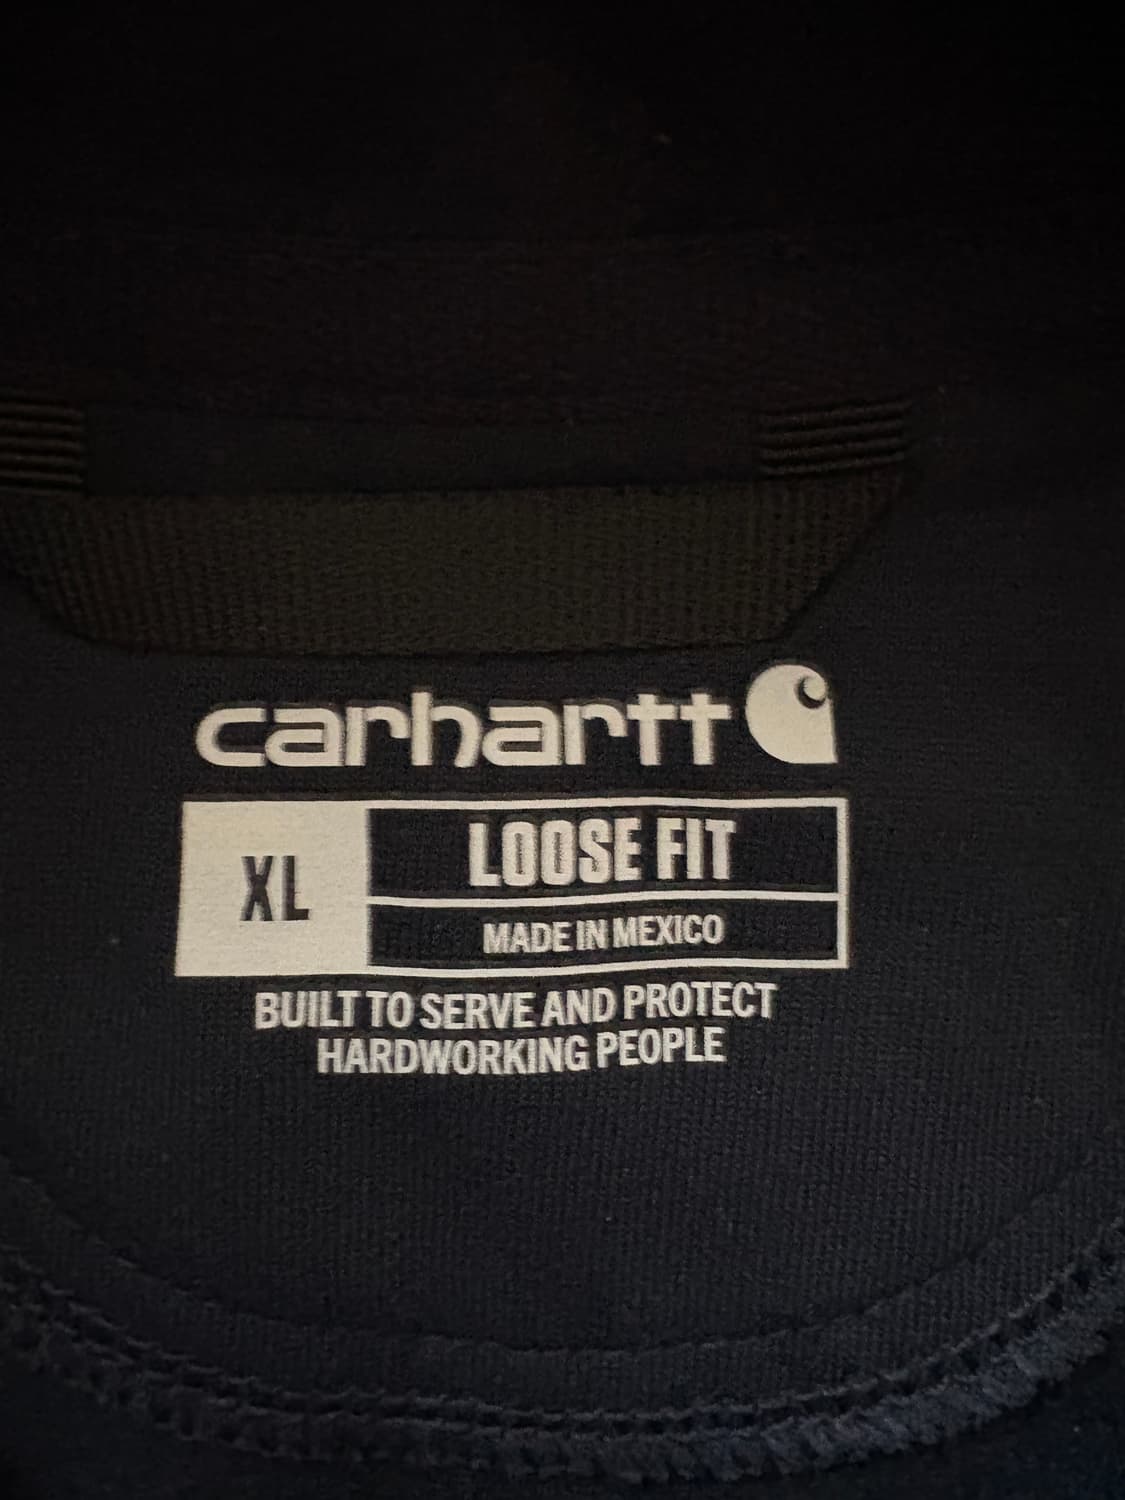 carhartt
XL
LOOSE FIT
MADE IN MEXICO
BUILT TO SERVE AND PROTECT
HARDWORKING PEOPLE